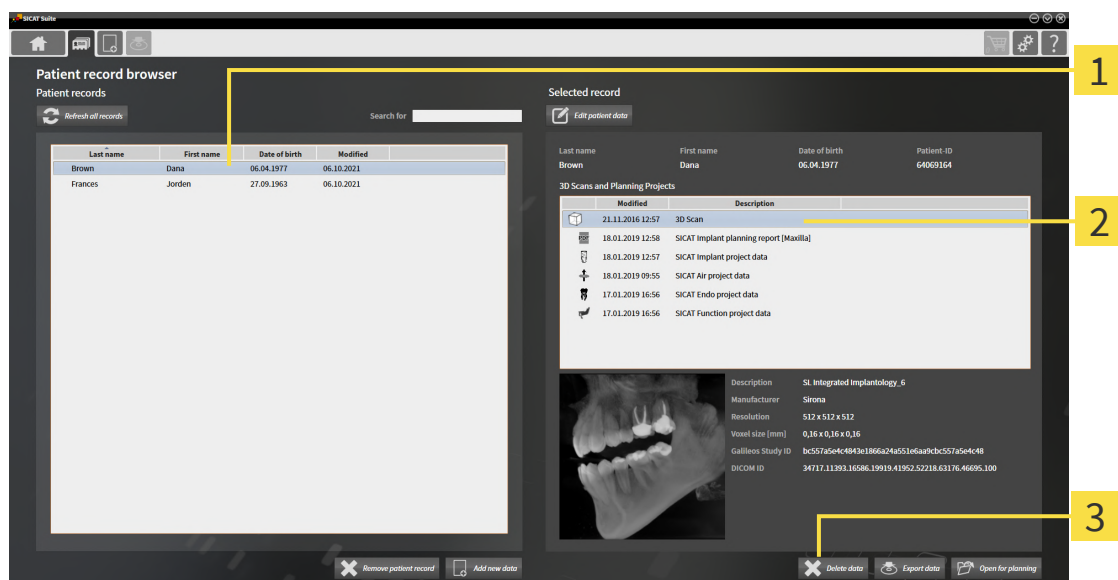 SICAT Suite
?
Patient record browser
Patient records
Refresh all records
Search for
Last name First name Date of birth Modified
Brown Dana 06.04.1977 06.10.2021
Frances Jorden 27.09.1963 06.10.2021
Remove patient record
Add new data
Selected record
Edit patient data
Last name First name Date of birth Patient-ID
Brown Dana 06.04.1977 64069164
3D Scans and Planning Projects
Modified Description
21.11.2016 12:57 3D Scan
18.01.2019 12:58 SICAT Implant planning report [Maxilla]
18.01.2019 12:57 SICAT Implant project data
18.01.2019 09:55 SICAT Air project data
17.01.2019 16:56 SICAT Endo project data
17.01.2019 16:56 SICAT Function project data
Description SL Integrated Implantology_6
Manufacturer Sirona
Resolution 512 x 512 x 512
Voxel size [mm] 0,16 x 0,16 x 0,16
Galileos Study ID bc557a5e4c4843e1866a24a551e6aa9cbc557a5e4c48
DICOM ID 34717.11393.16586.19919.41952.52218.63176.46695.100
Delete data
Export data
Open for planning
1
2
3